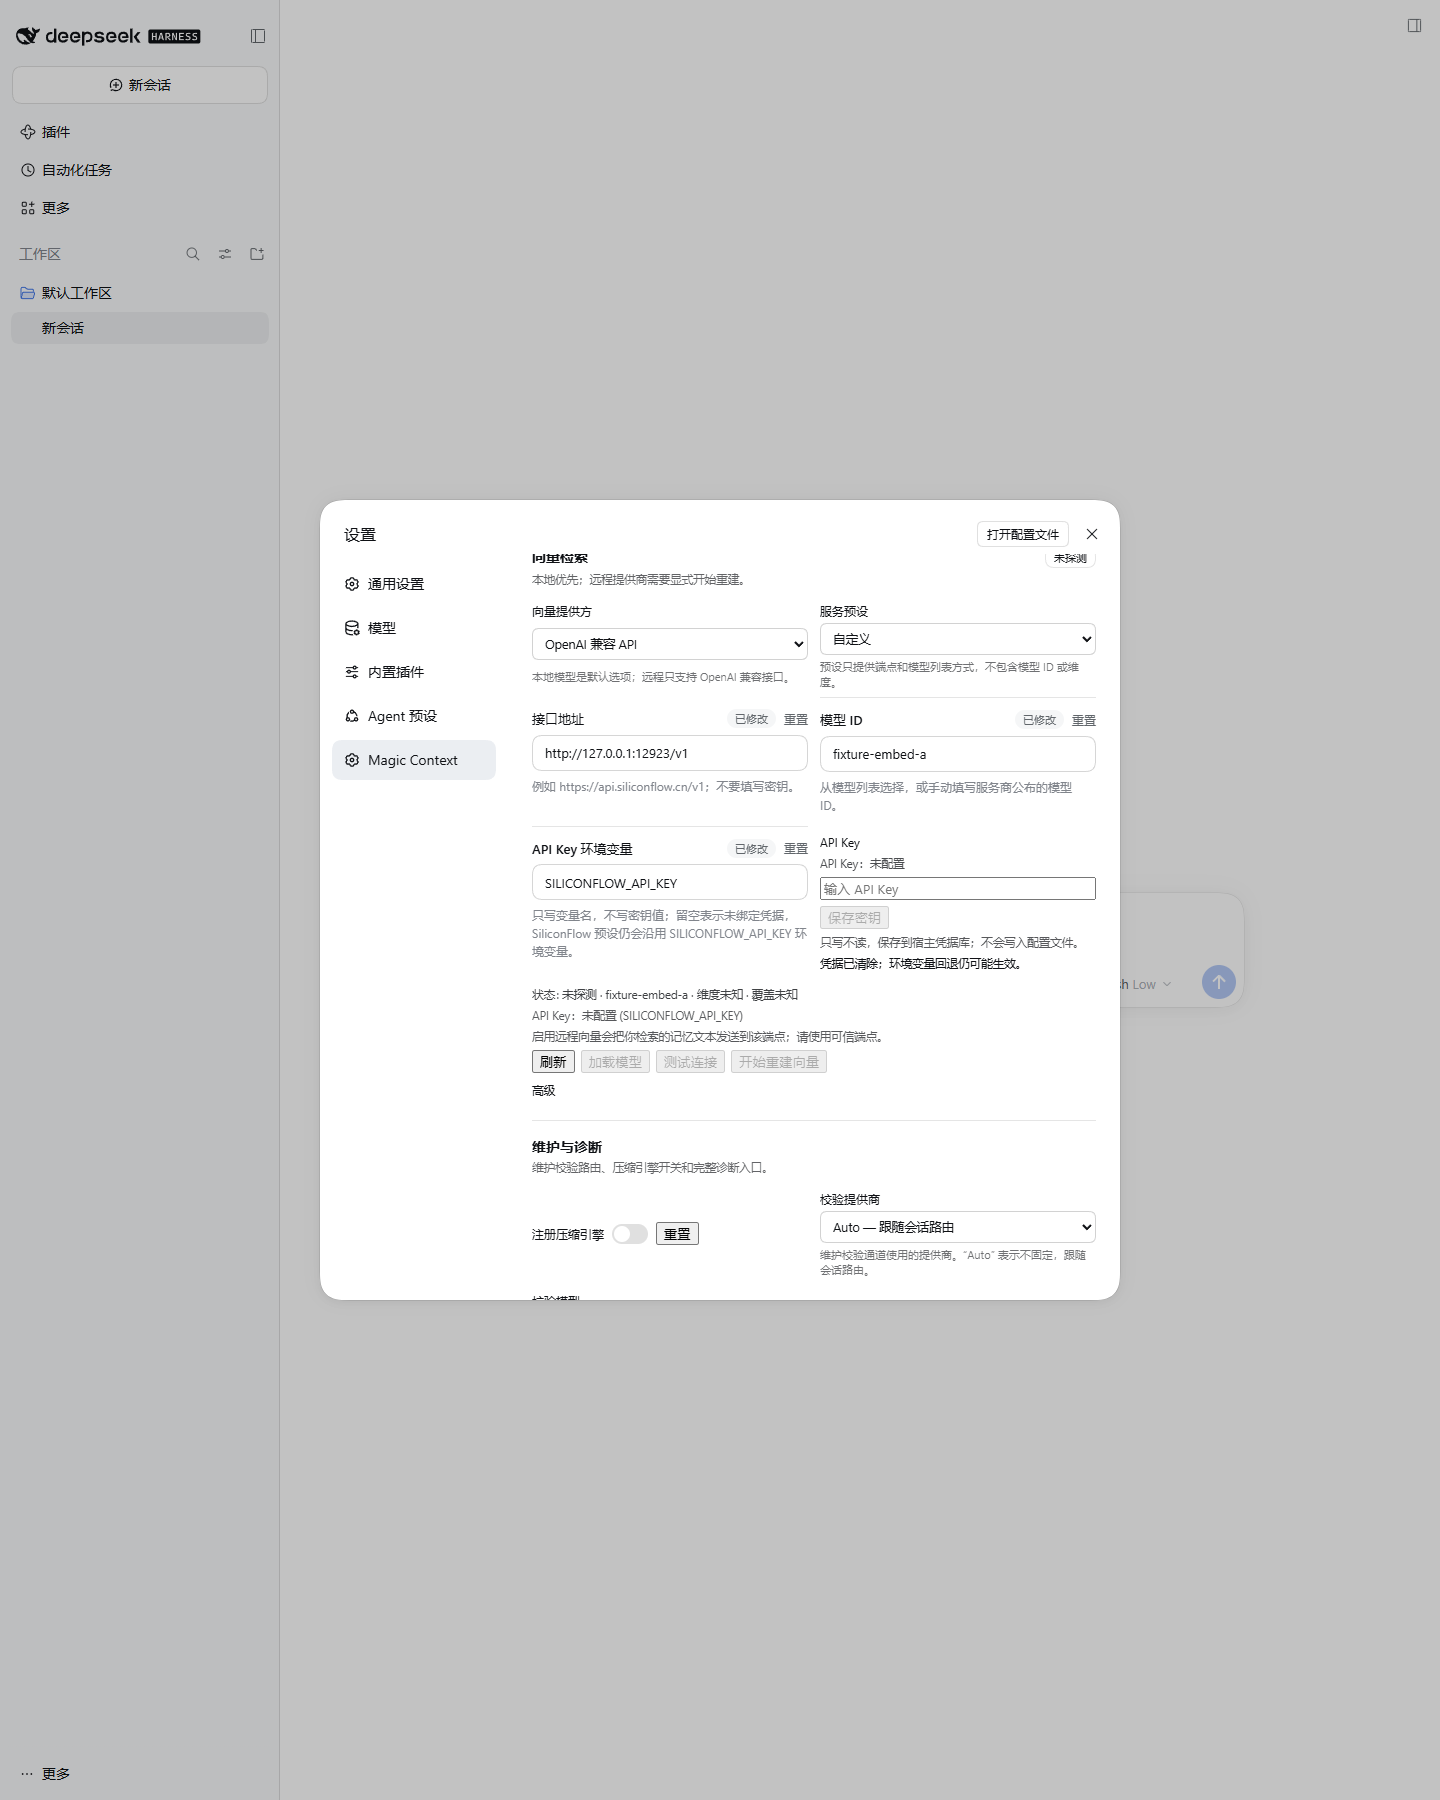 deepseek HARNESS
新会话
插件
自动化任务
更多
工作区
默认工作区
新会话
设置
打开配置文件
通用设置
模型
内置插件
Agent 预设
Magic Context
向量检索
未探测
本地优先；远程提供商需要显式开始重建。
向量提供方
OpenAI 兼容 API
本地模型是默认选项；远程只支持 OpenAI 兼容接口。
服务预设
自定义
预设只提供端点和模型列表方式，不包含模型 ID 或维
度。
接口地址
已修改 重置
http://127.0.0.1:12923/v1
例如 https://api.siliconflow.cn/v1；不要填写密钥。
模型 ID
已修改 重置
fixture-embed-a
从模型列表选择，或手动填写服务商公布的模型
ID。
API Key 环境变量
已修改 重置
SILICONFLOW_API_KEY
只写变量名，不写密钥值；留空表示未绑定凭据，
SiliconFlow 预设仍会沿用 SILICONFLOW_API_KEY 环
境变量。
API Key
API Key：未配置
输入 API Key
保存密钥
只写不读，保存到宿主凭据库；不会写入配置文件。
凭据已清除；环境变量回退仍可能生效。
状态: 未探测 · fixture-embed-a · 维度未知 · 覆盖未知
API Key：未配置 (SILICONFLOW_API_KEY)
启用远程向量会把你检索的记忆文本发送到该端点；请使用可信端点。
刷新 加载模型 测试连接 开始重建向量
高级
维护与诊断
维护校验路由、压缩引擎开关和完整诊断入口。
注册压缩引擎 重置
校验提供商
Auto — 跟随会话路由
维护校验通道使用的提供商。"Auto" 表示不固定，跟随
会话路由。
校验模型
sh Low
更多